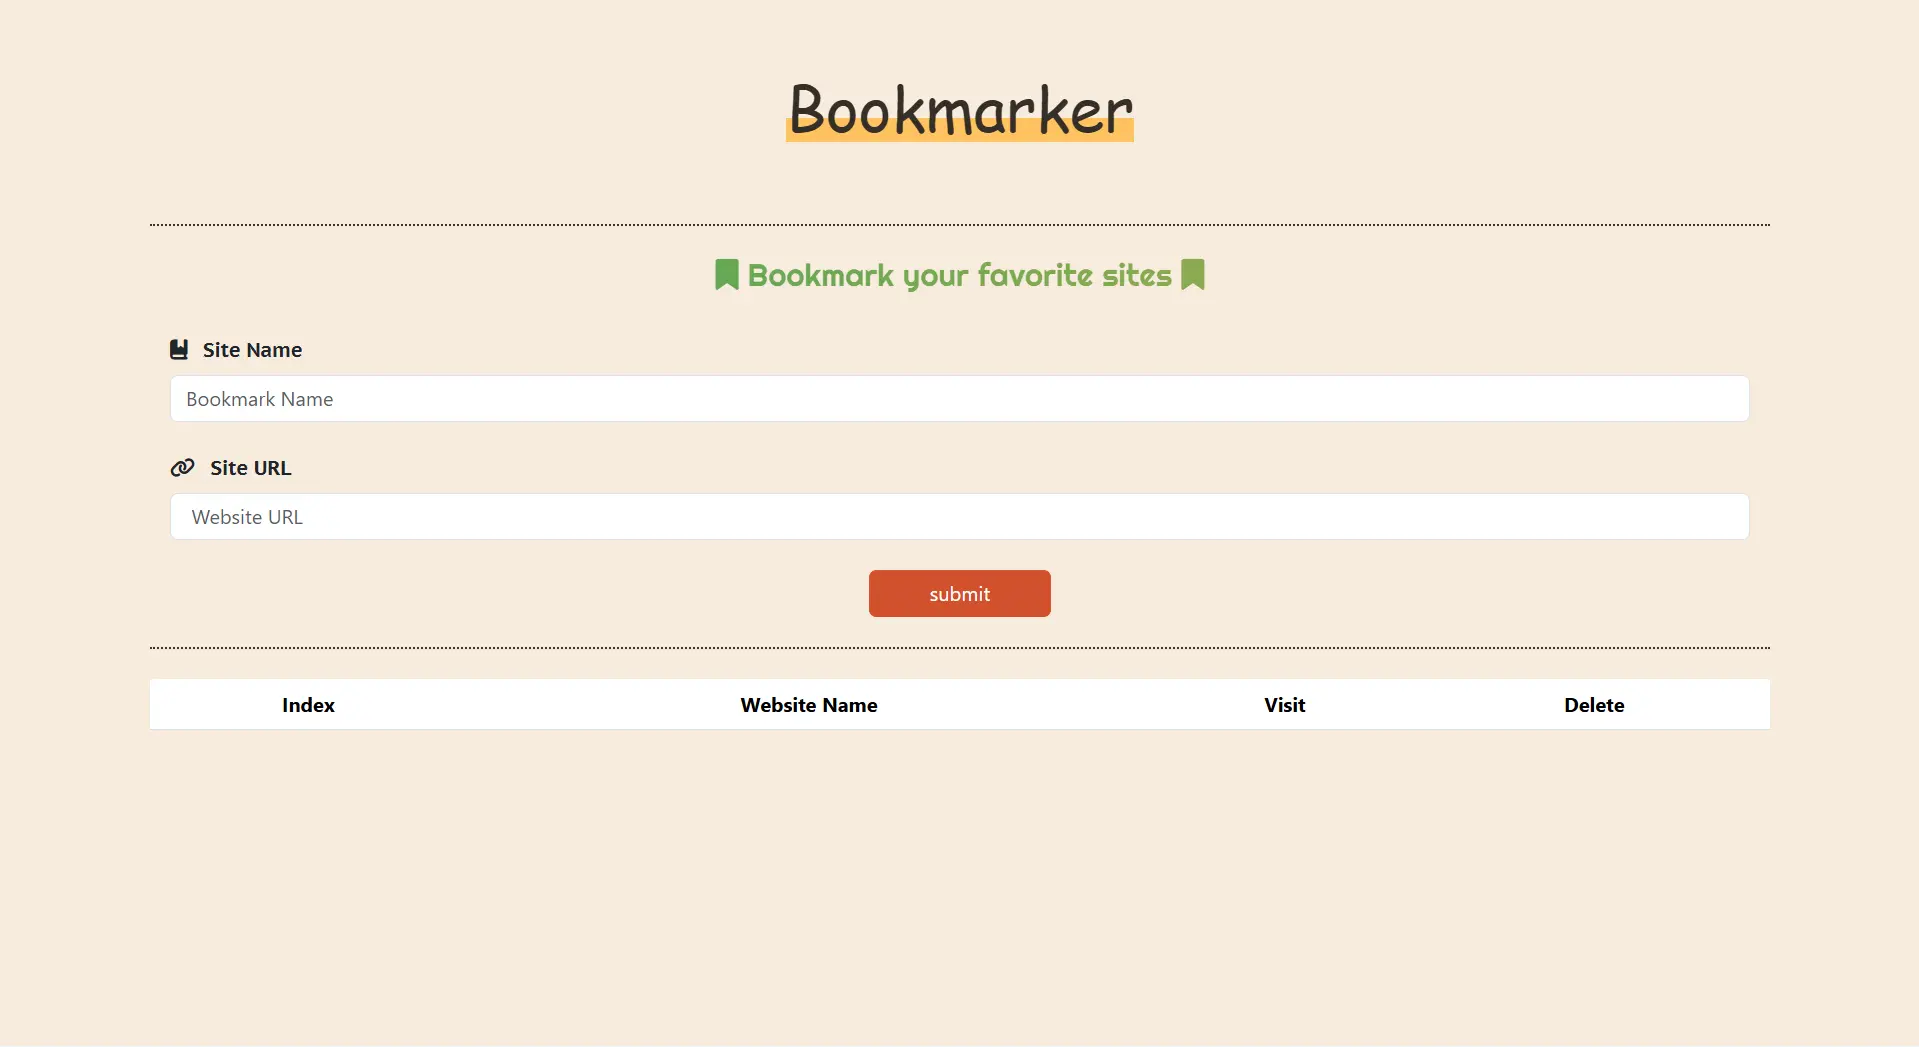 Bookmarker
Bookmark your favorite sites
Site Name
Bookmark Name
Site URL
Website URL
submit
Index Website Name Visit Delete